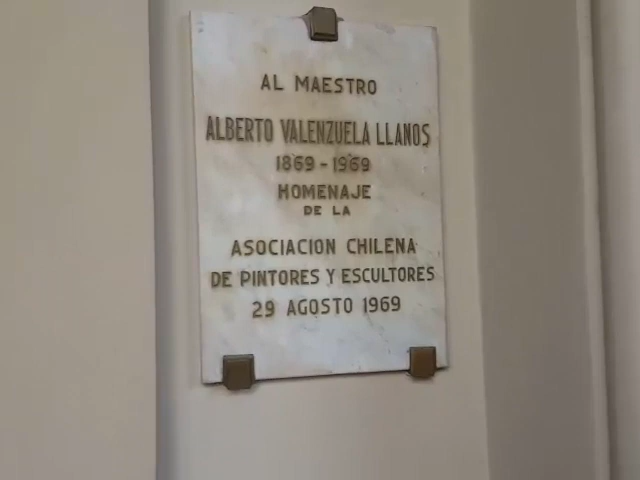 AL MAESTRO
ALBERTO VALENZUELA LLANOS
1869 - 1969
HOMENAJE
DE LA
ASOCIACION CHILENA
DE PINTORES Y ESCULTORES
29 AGOSTO 1969